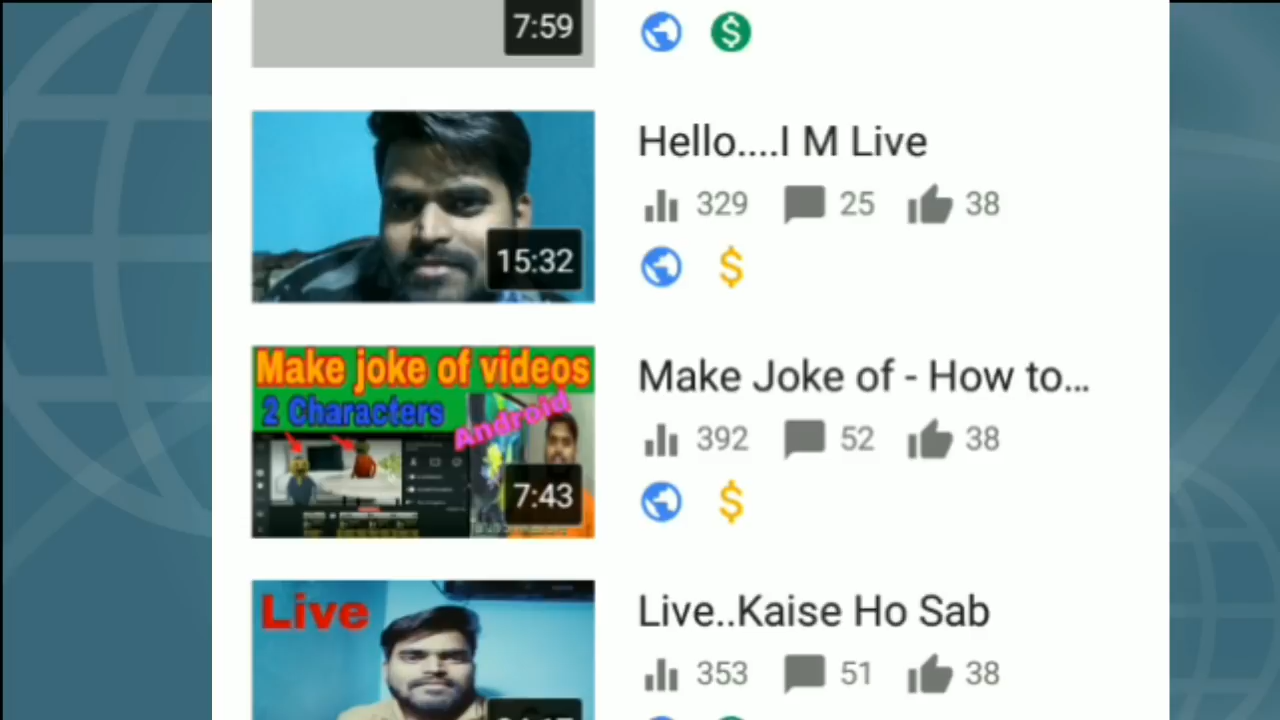 7:59
Hello....I M Live
329 25 38
15:32
Make joke of videos
2 Characters
Android
7:43
Make Joke of - How to...
392 52 38
Live
Live..Kaise Ho Sab
353 51 38